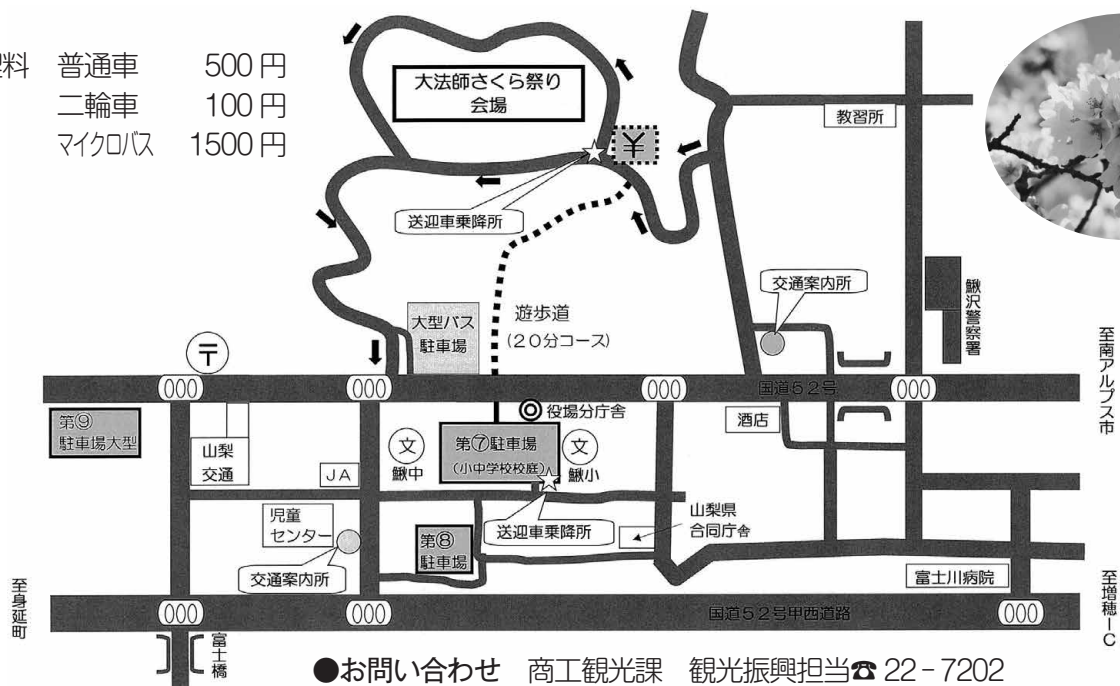 理料 普通車 500円
二輪車 100円
マイクロバス 1500円
大法師さくら祭り
会場
¥
教習所
送迎車乗降所
交通案内所
鰍沢警察署
至南アルプス市
大型バス
駐車場
遊歩道
(20分コース)
〒
国道52号
第⑨
駐車場大型
山梨
交通
JA
文
鰍中
◎役場分庁舎
第⑦駐車場
(小中学校校庭)
文
鰍小
酒店
児童
センター
交通案内所
第⑧
駐車場
送迎車乗降所
山梨県
合同庁舎
富士川病院
至身延町
至増穂IC
国道52号甲西道路
富士橋
●お問い合わせ 商工観光課 観光振興担当☎22-7202